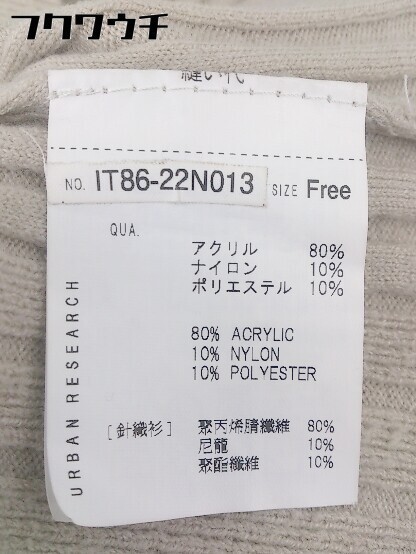 フクワウチ
縫い代
NO. IT86-22N013 SIZE Free
QUA.
アクリル 80%
ナイロン 10%
ポリエステル 10%
80% ACRYLIC
10% NYLON
10% POLYESTER
[針織衫] 聚丙烯腈纖維 80%
尼龍 10%
聚酯纖維 10%
URBAN RESEARCH